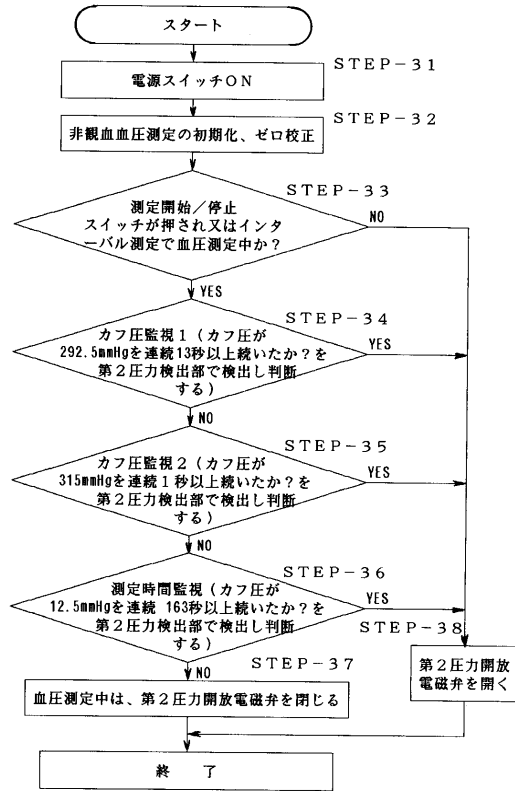 スタート
STEP-31
電源スイッチON
STEP-32
非観血血圧測定の初期化、ゼロ校正
STEP-33
測定開始/停止
スイッチが押され又はインタ
ーバル測定で血圧測定中か?
NO
YES
STEP-34
カフ圧監視1(カフ圧が
292.5mmHgを連続13秒以上続いたか?を
第2圧力検出部で検出し判断
する)
YES
NO
STEP-35
カフ圧監視2(カフ圧が
315mmHgを連続1秒以上続いたか?を
第2圧力検出部で検出し判断
する)
YES
NO
STEP-36
測定時間監視(カフ圧が
12.5mmHgを連続 163秒以上続いたか?を
第2圧力検出部で検出し判断
する)
YES
STEP-38
NO
STEP-37
第2圧力開放
電磁弁を開く
血圧測定中は、第2圧力開放電磁弁を閉じる
終 了